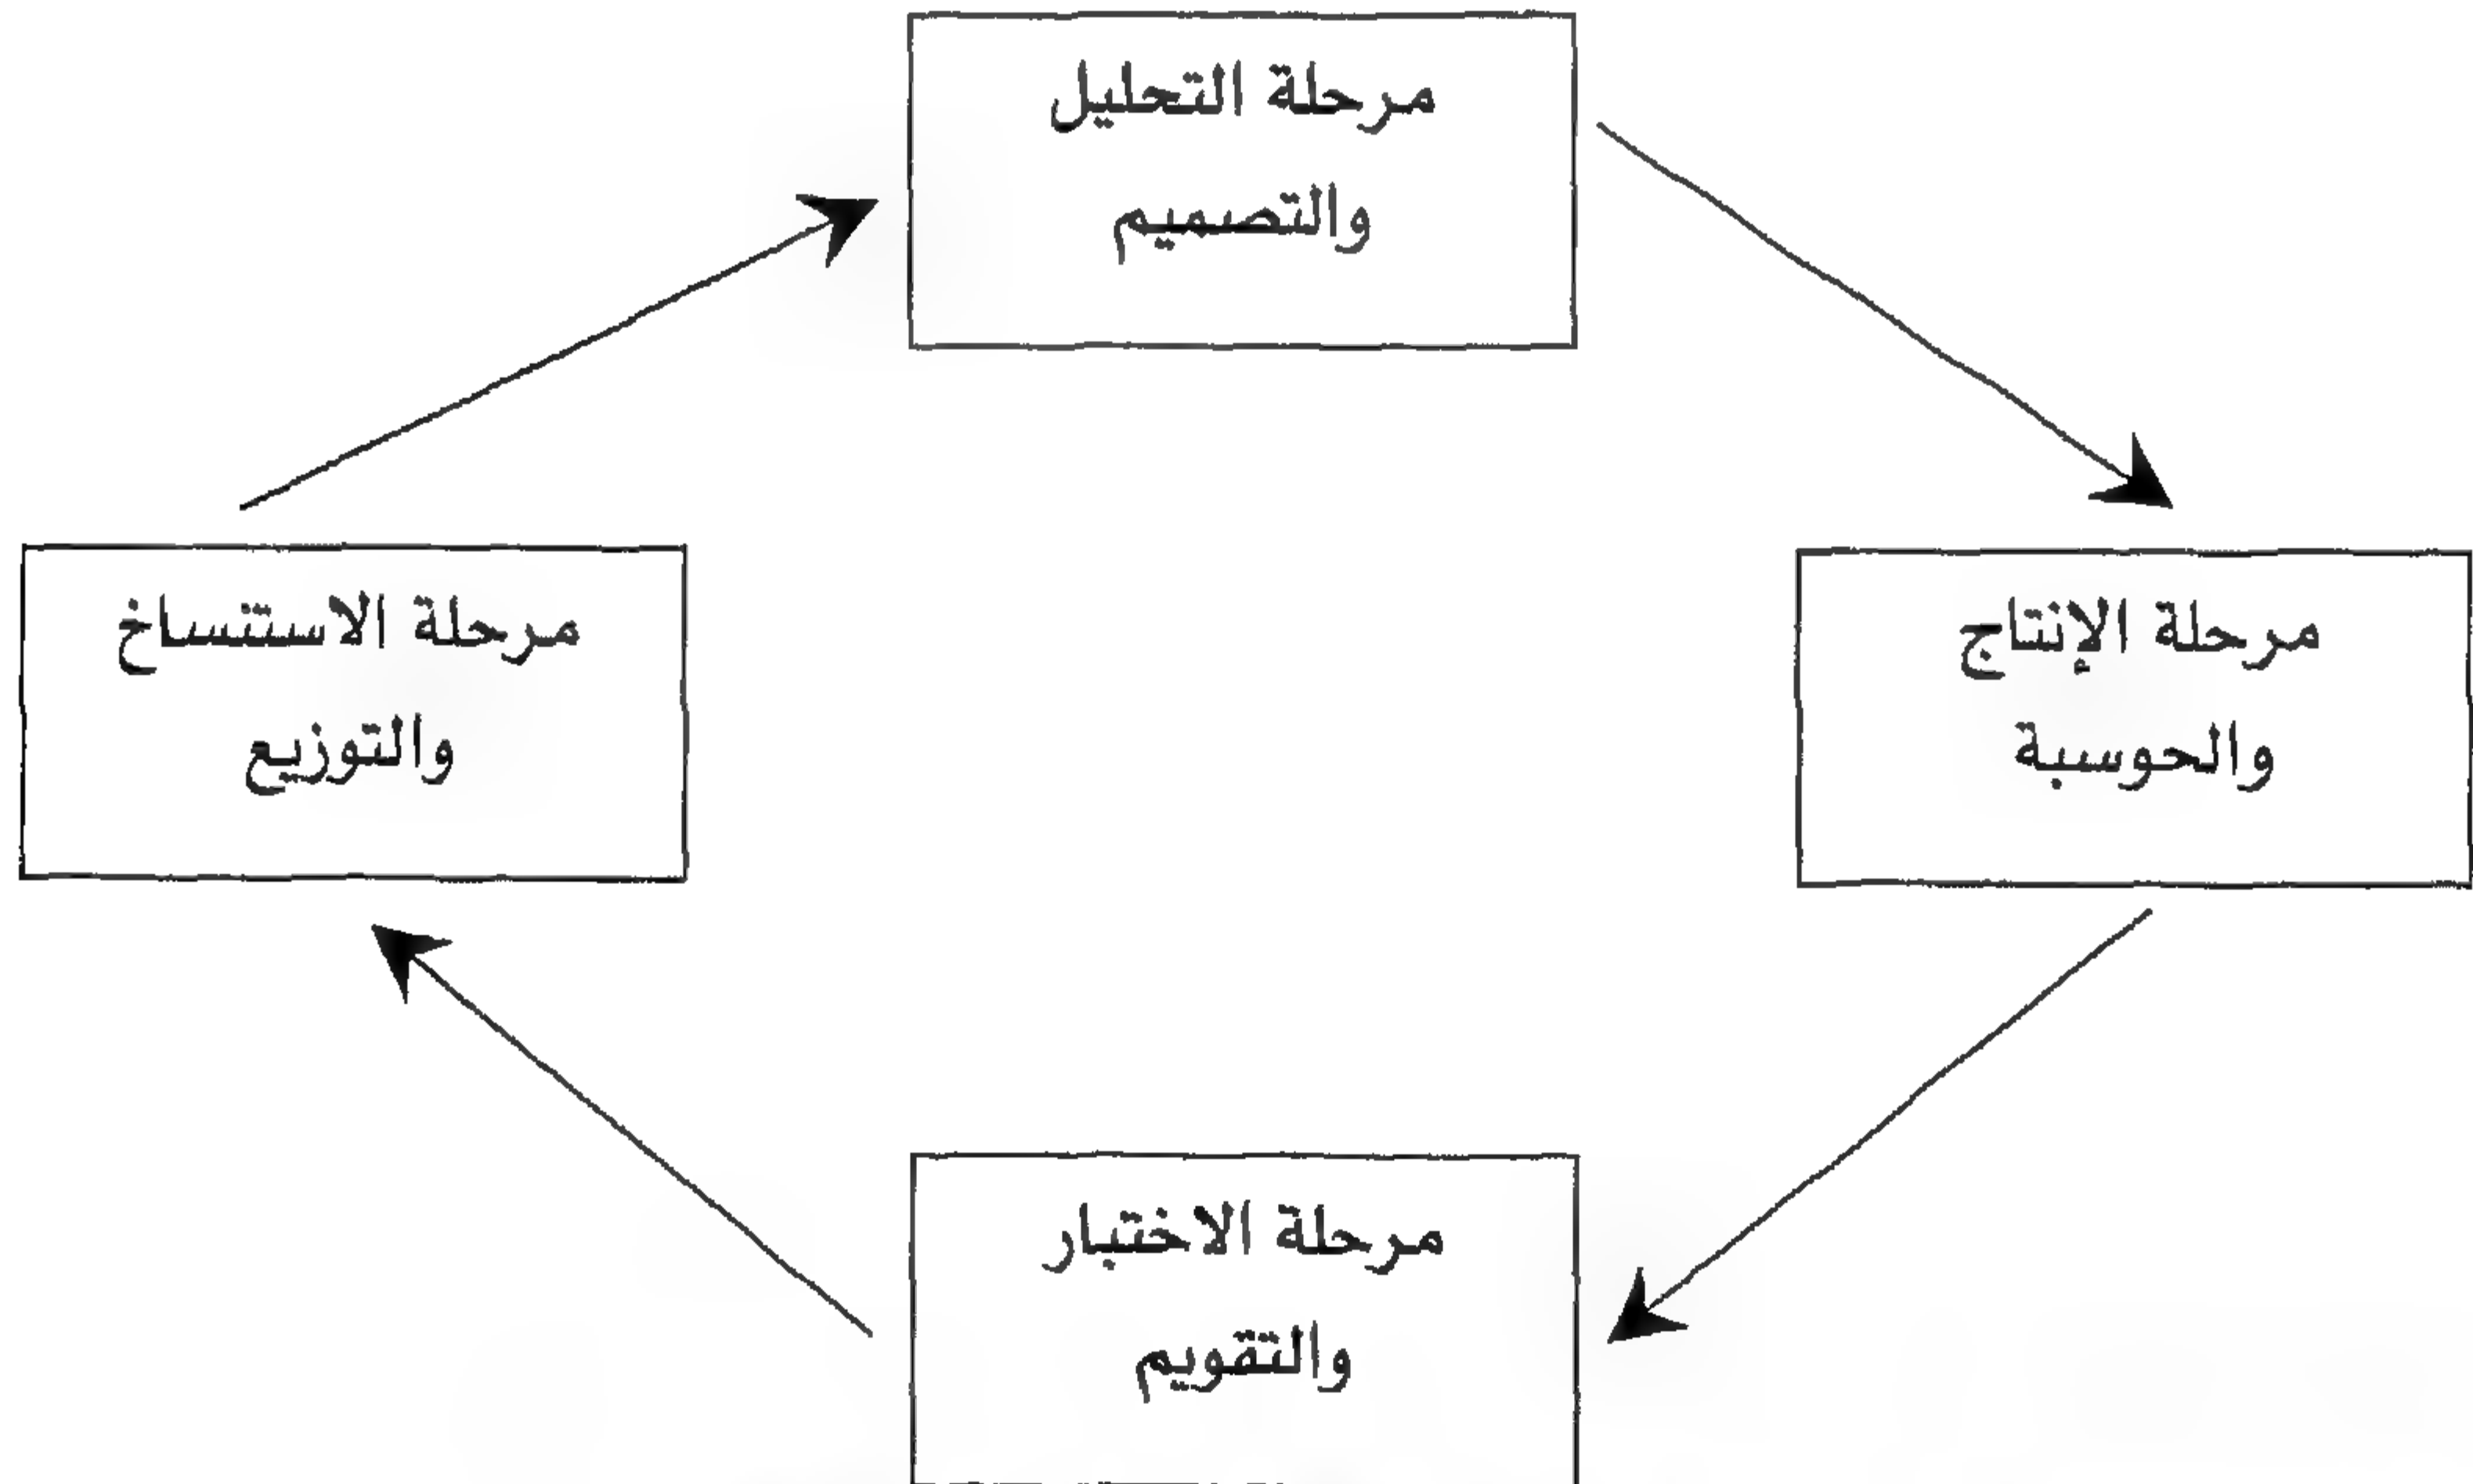 مرحلة التحليل
والتصميم
مرحلة الإنتاج
والحوسبة
مرحلة الاستنساخ
والتوزيع
مرحلة الاختبار
والتقويم